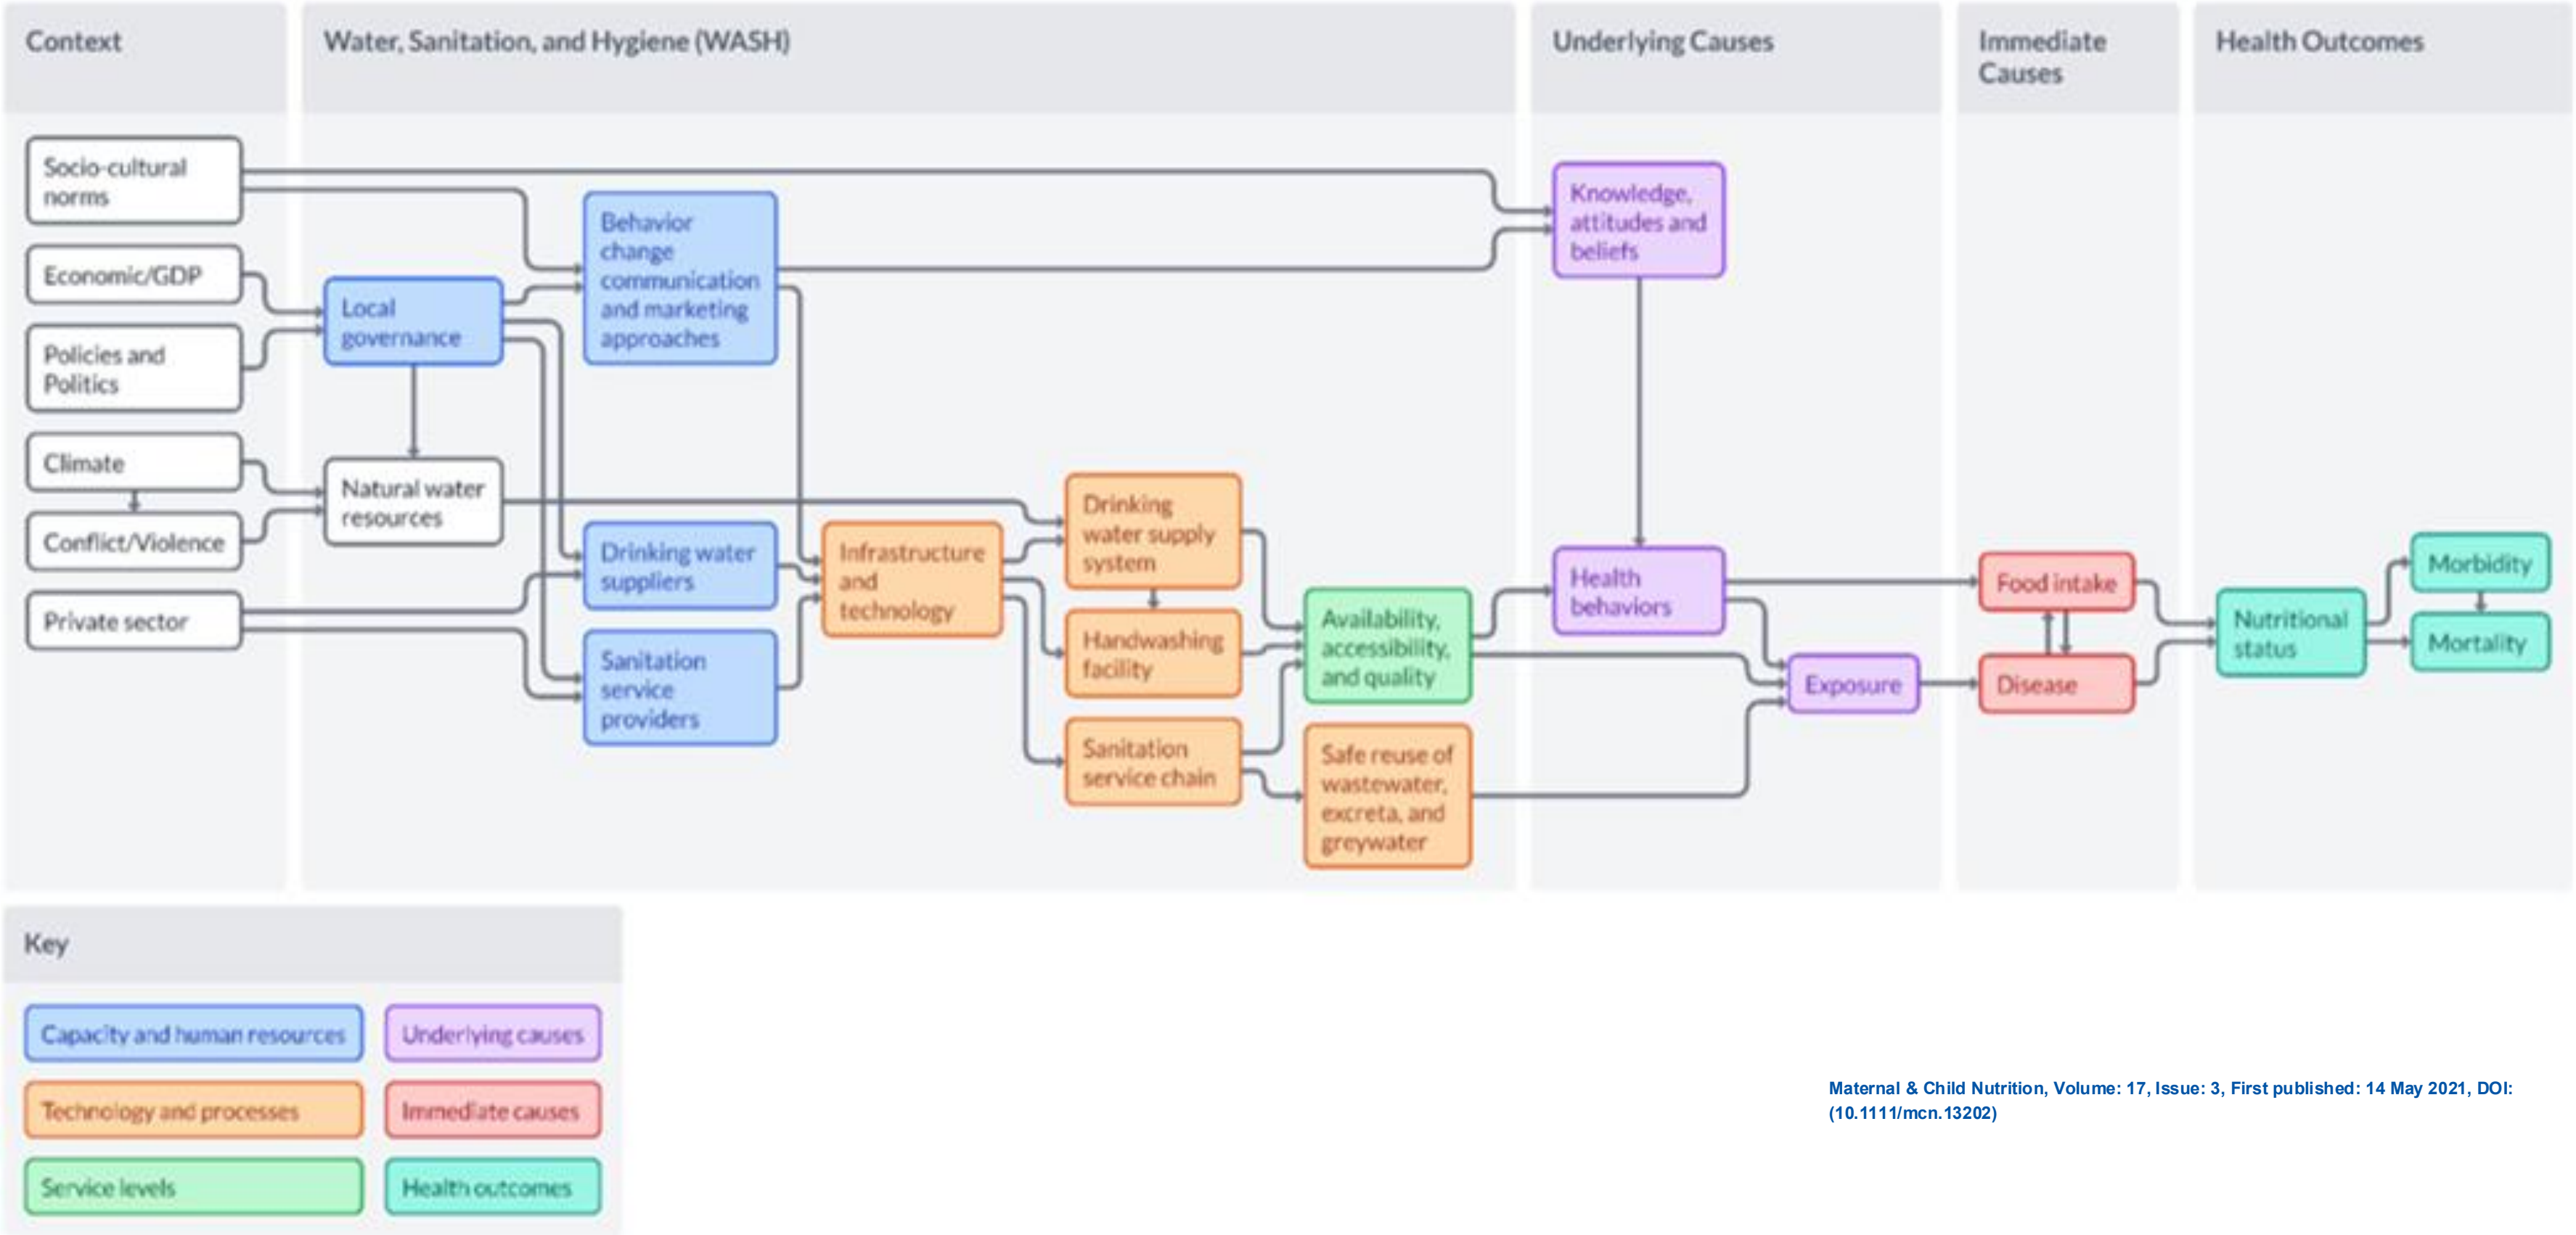 Context
Water, Sanitation, and Hygiene (WASH)
Underlying Causes
Immediate
Causes
Health Outcomes
Socio-cultural
norms
Economic/GDP
Policies and
Politics
Climate
Conflict/Violence
Private sector
Local
governance
Natural water
resources
Behavior
change
communication
and marketing
approaches
Drinking water
suppliers
Sanitation
service
providers
Infrastructure
and
technology
Drinking
water supply
system
Handwashing
facility
Sanitation
service chain
Availability,
accessibility,
and quality
Safe reuse of
wastewater,
excreta, and
greywater
Knowledge,
attitudes and
beliefs
Health
behaviors
Exposure
Food intake
Disease
Nutritional
status
Morbidity
Mortality
Key
Capacity and human resources
Underlying causes
Technology and processes
Immediate causes
Service levels
Health outcomes
Maternal & Child Nutrition, Volume: 17, Issue: 3, First published: 14 May 2021, DOI:
(10.1111/mcn.13202)